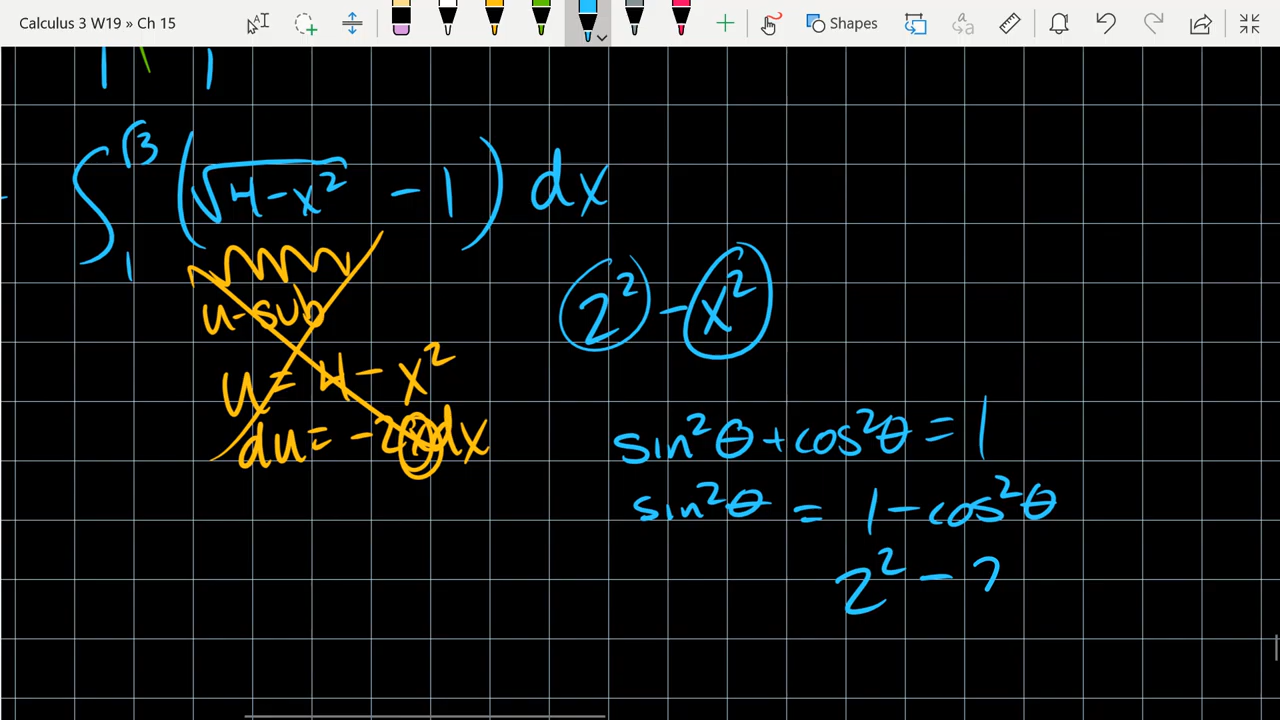 Calculus 3 W19 » Ch 15
Shapes
∫₁^√3 (√(4-x²) - 1) dx
u-sub
2² - x²
u = 4 - x²
du = -2x dx
sin²θ + cos²θ = 1
sin²θ = 1 - cos²θ
2² -